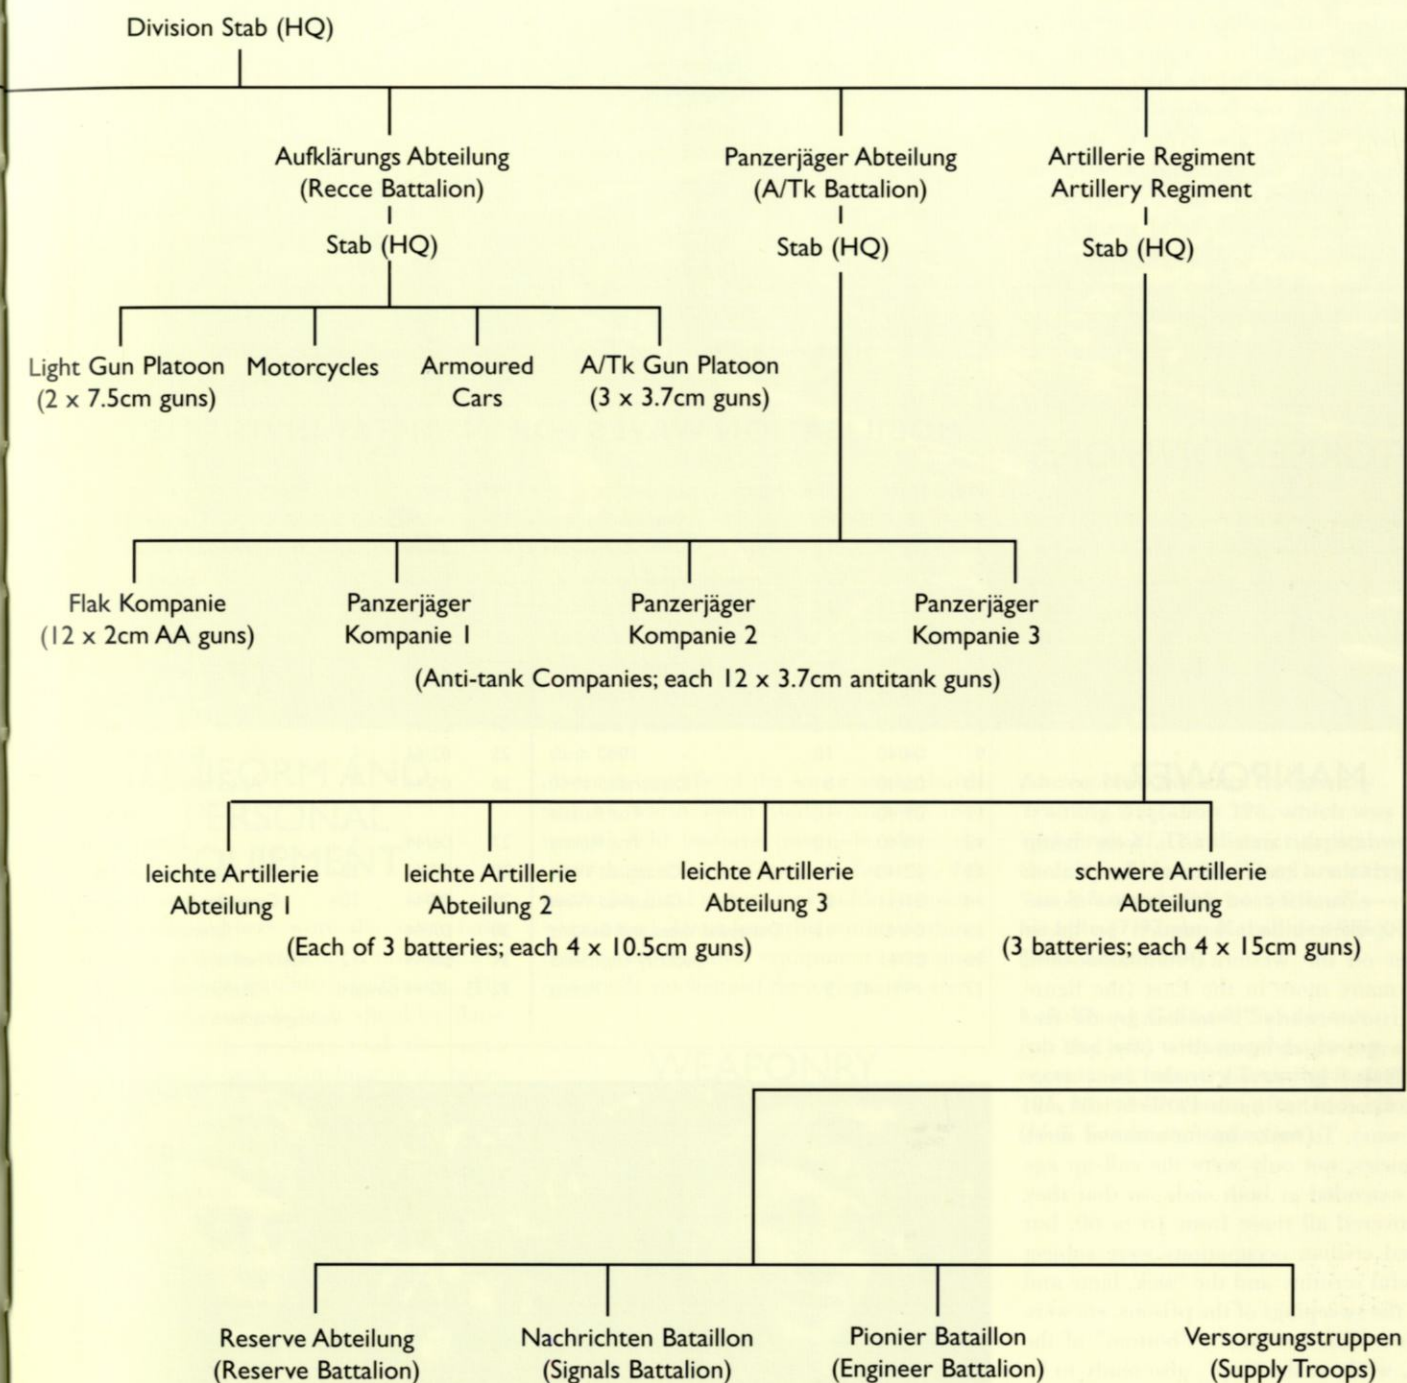 Division Stab (HQ)
Aufklärungs Abteilung
(Recce Battalion)
Stab (HQ)
Panzerjäger Abteilung
(A/Tk Battalion)
Stab (HQ)
Artillerie Regiment
Artillery Regiment
Stab (HQ)
Light Gun Platoon
(2 x 7.5cm guns)
Motorcycles
Armoured
Cars
A/Tk Gun Platoon
(3 x 3.7cm guns)
Flak Kompanie
(12 x 2cm AA guns)
Panzerjäger
Kompanie 1
Panzerjäger
Kompanie 2
Panzerjäger
Kompanie 3
(Anti-tank Companies; each 12 x 3.7cm antitank guns)
leichte Artillerie
Abteilung 1
leichte Artillerie
Abteilung 2
leichte Artillerie
Abteilung 3
(Each of 3 batteries; each 4 x 10.5cm guns)
schwere Artillerie
Abteilung
(3 batteries; each 4 x 15cm guns)
Reserve Abteilung
(Reserve Battalion)
Nachrichten Bataillon
(Signals Battalion)
Pionier Bataillon
(Engineer Battalion)
Versorgungstruppen
(Supply Troops)